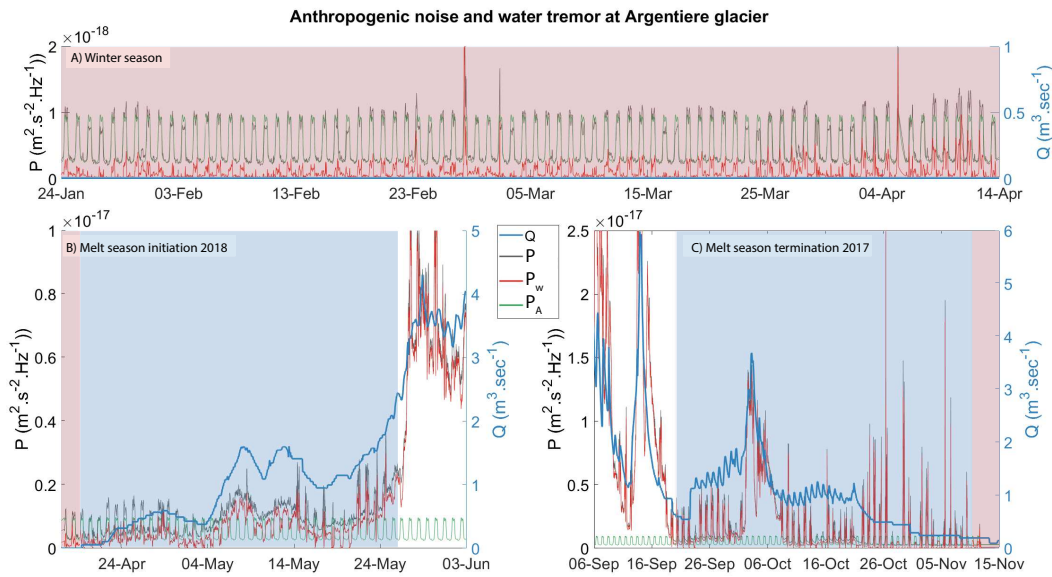 Anthropogenic noise and water tremor at Argentiere glacier
×10⁻¹⁸
A) Winter season
P (m².s⁻².Hz⁻¹))
2
1
0
1
0.5
0
Q (m³.sec⁻¹)
24-Jan 03-Feb 13-Feb 23-Feb 05-Mar 15-Mar 25-Mar 04-Apr 14-Apr
×10⁻¹⁷
B) Melt season initiation 2018
P (m².s⁻².Hz⁻¹))
1
0.8
0.6
0.4
0.2
0
5
4
3
2
1
0
Q (m³.sec⁻¹)
24-Apr 04-May 14-May 24-May 03-Jun
Q
P
P_w
P_A
×10⁻¹⁷
C) Melt season termination 2017
P (m².s⁻².Hz⁻¹))
2.5
2
1.5
1
0.5
0
6
5
4
3
2
1
0
Q (m³.sec⁻¹)
06-Sep 16-Sep 26-Sep 06-Oct 16-Oct 26-Oct 05-Nov 15-Nov